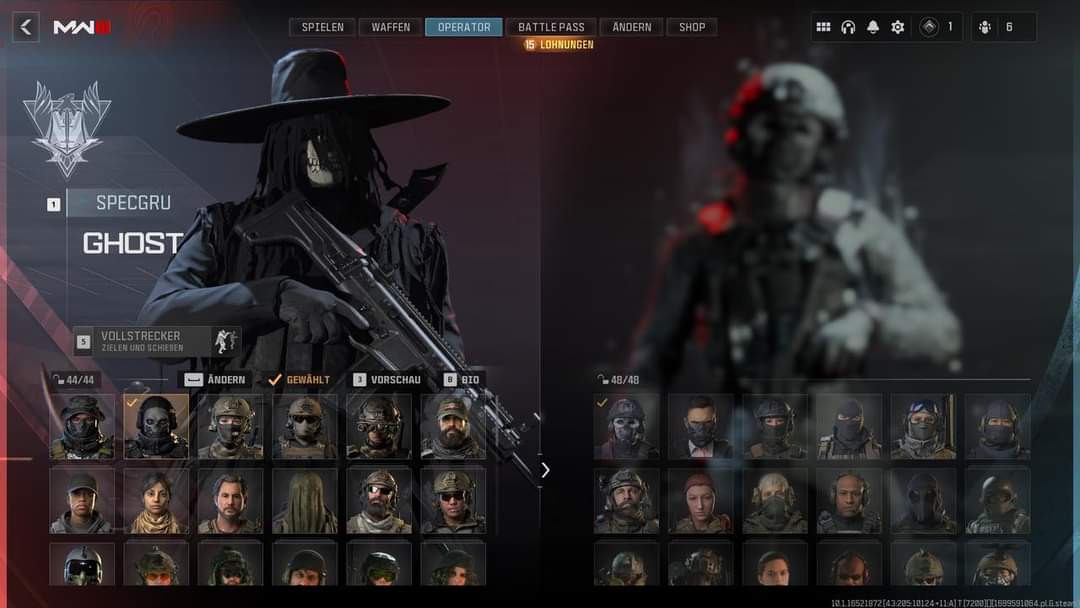 MWIII
SPIELEN
WAFFEN
OPERATOR
BATTLE PASS
ÄNDERN
SHOP
1
6
15 LOHNUNGEN
1 SPECGRU
GHOST
5 VOLLSTRECKER
ZIELEN UND SCHIEẞEN
44/44
ÄNDERN
GEWÄHLT
3 VORSCHAU
B BIO
48/48